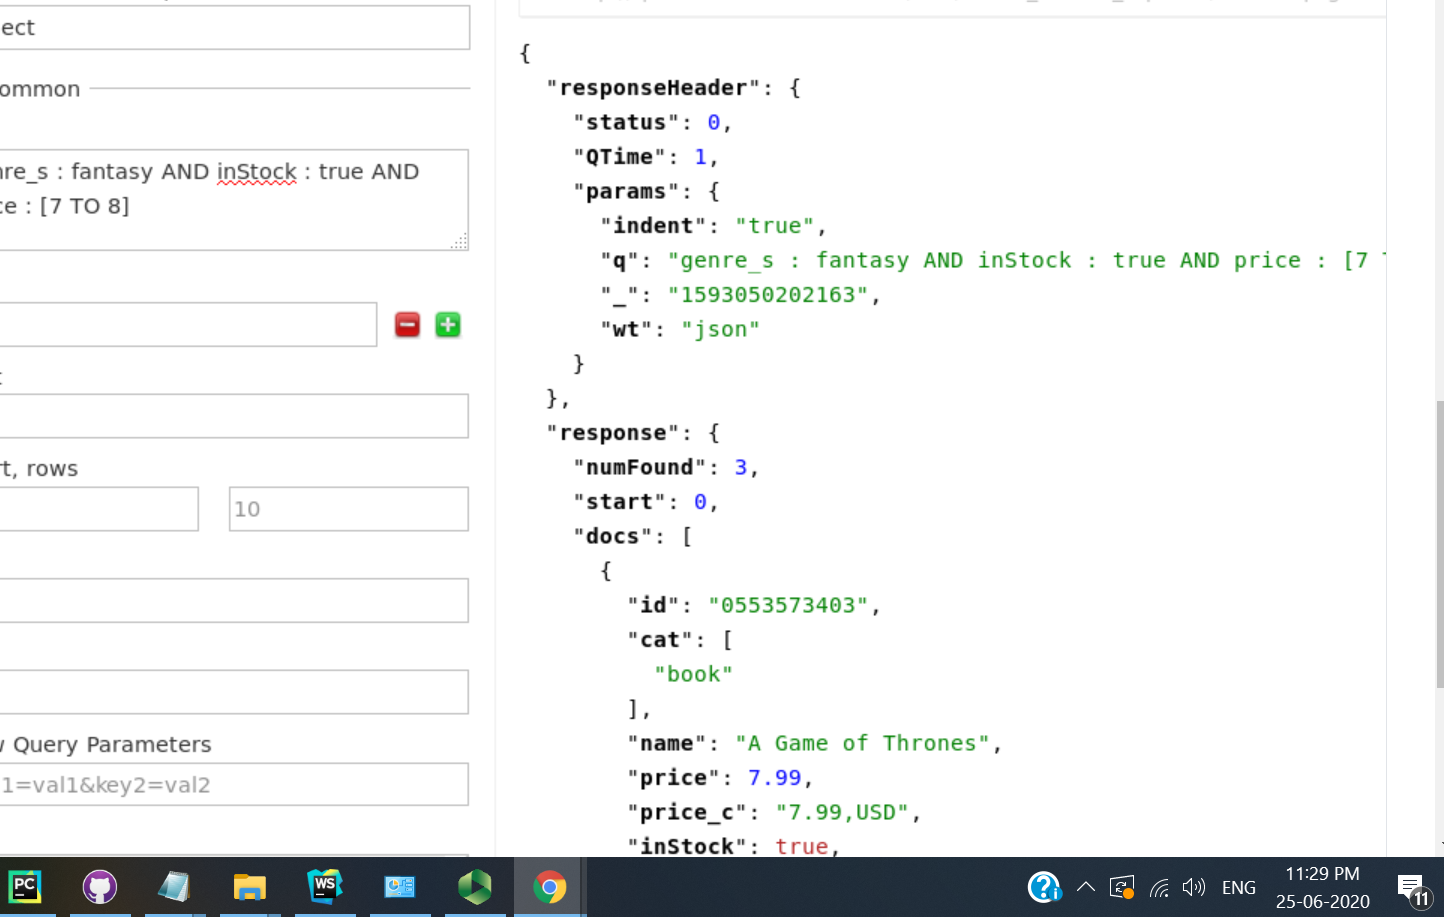 ect
ommon
re_s : fantasy AND inStock : true AND
ce : [7 TO 8]
t, rows
10
Query Parameters
1=val1&key2=val2
{
"responseHeader": {
"status": 0,
"QTime": 1,
"params": {
"indent": "true",
"q": "genre_s : fantasy AND inStock : true AND price : [7
"_": "1593050202163",
"wt": "json"
}
},
"response": {
"numFound": 3,
"start": 0,
"docs": [
{
"id": "0553573403",
"cat": [
"book"
],
"name": "A Game of Thrones",
"price": 7.99,
"price_c": "7.99,USD",
"inStock": true,
PC
WS
ENG
11:29 PM
25-06-2020
11